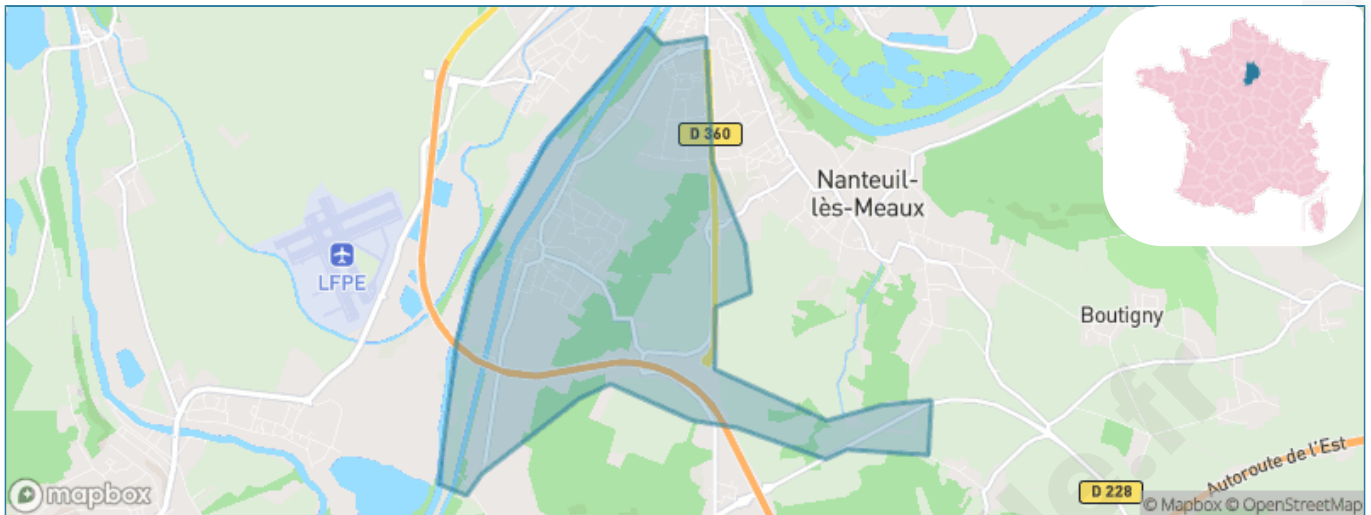 D 360
Nanteuil-
lès-Meaux
LFPE
Boutigny
Autoroute de l'Est
D 228
mapbox
© Mapbox © OpenStreetMap